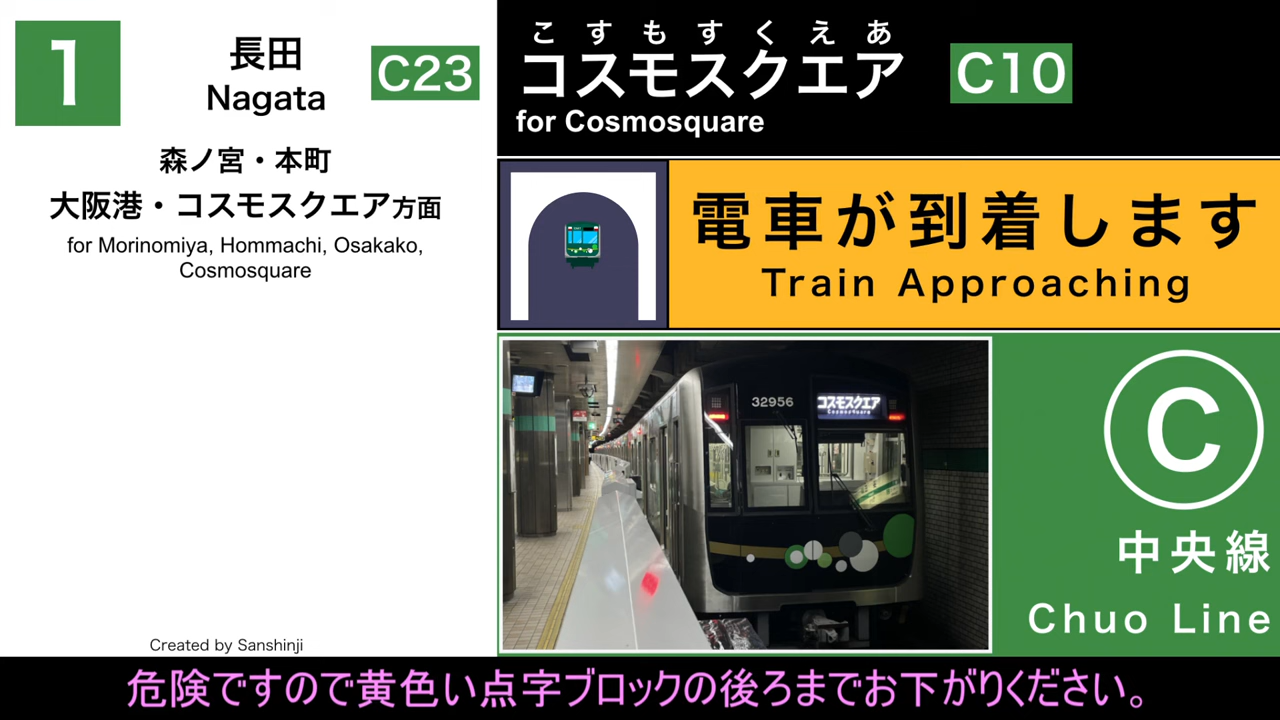 1
長田
Nagata
C23
森ノ宮・本町
大阪港・コスモスクエア方面
for Morinomiya, Hommachi, Osakako,
Cosmosquare
Created by Sanshinji
こすもすくえあ
コスモスクエア
C10
for Cosmosquare
電車が到着します
Train Approaching
32956
コスモスクエア
Cosmosquare
C
中央線
Chuo Line
危険ですので黄色い点字ブロックの後ろまでお下がりください。